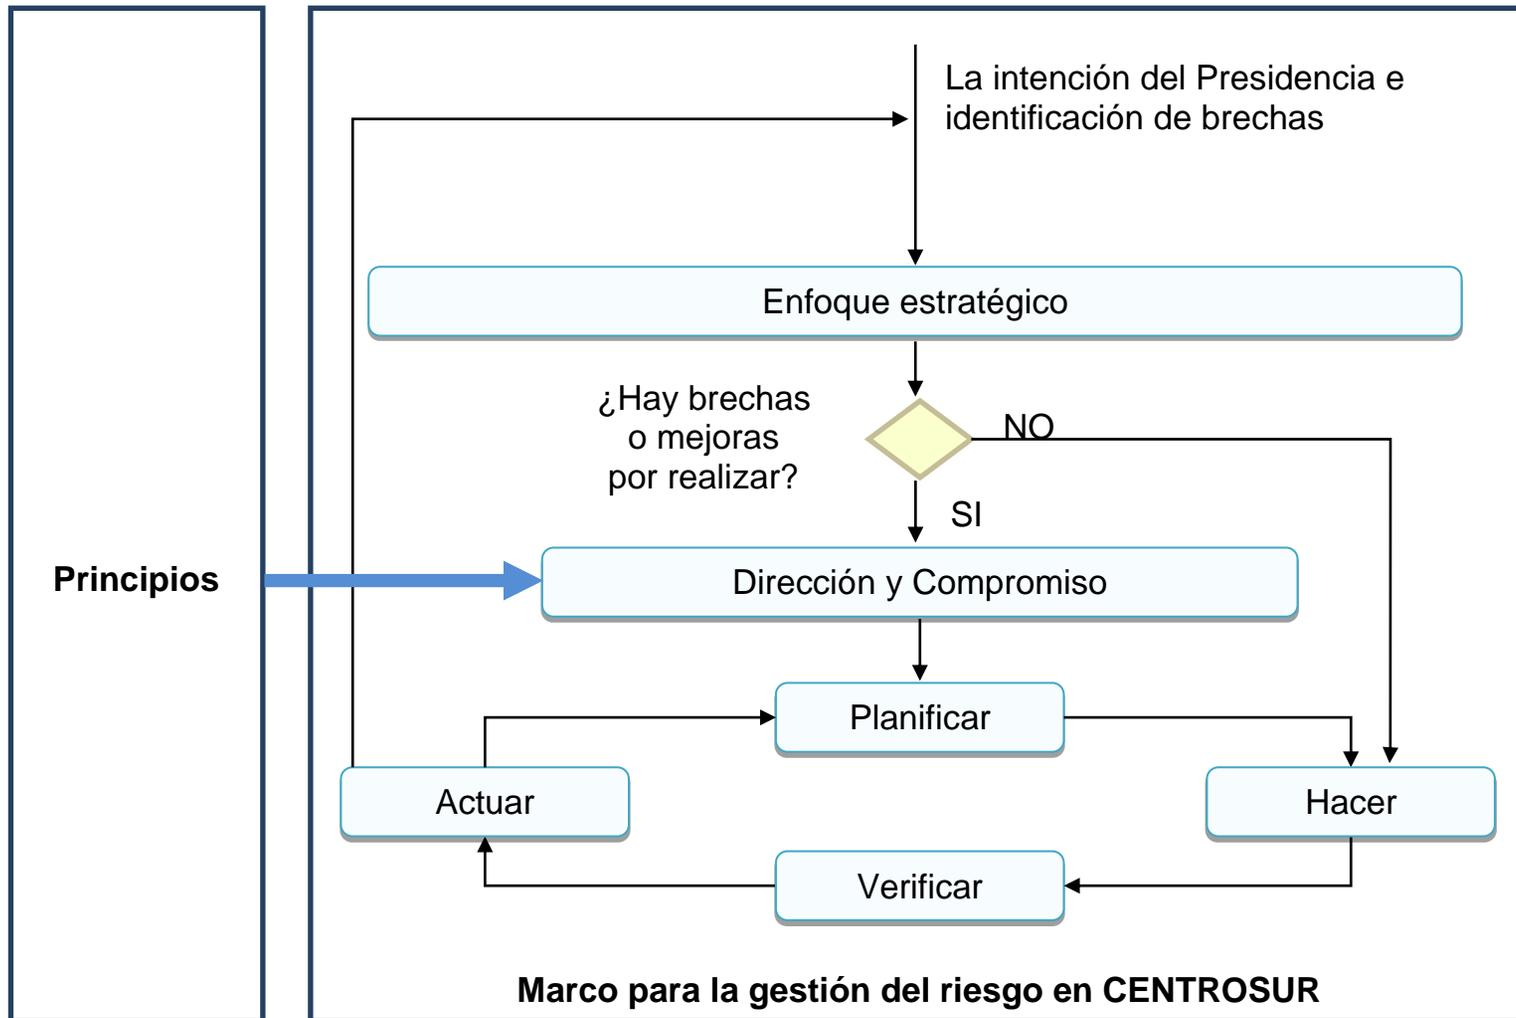 La intención del Presidencia e
identificación de brechas
Enfoque estratégico
¿Hay brechas
o mejoras
por realizar?
NO
SI
Principios
Dirección y Compromiso
Planificar
Actuar
Hacer
Verificar
Marco para la gestión del riesgo en CENTROSUR